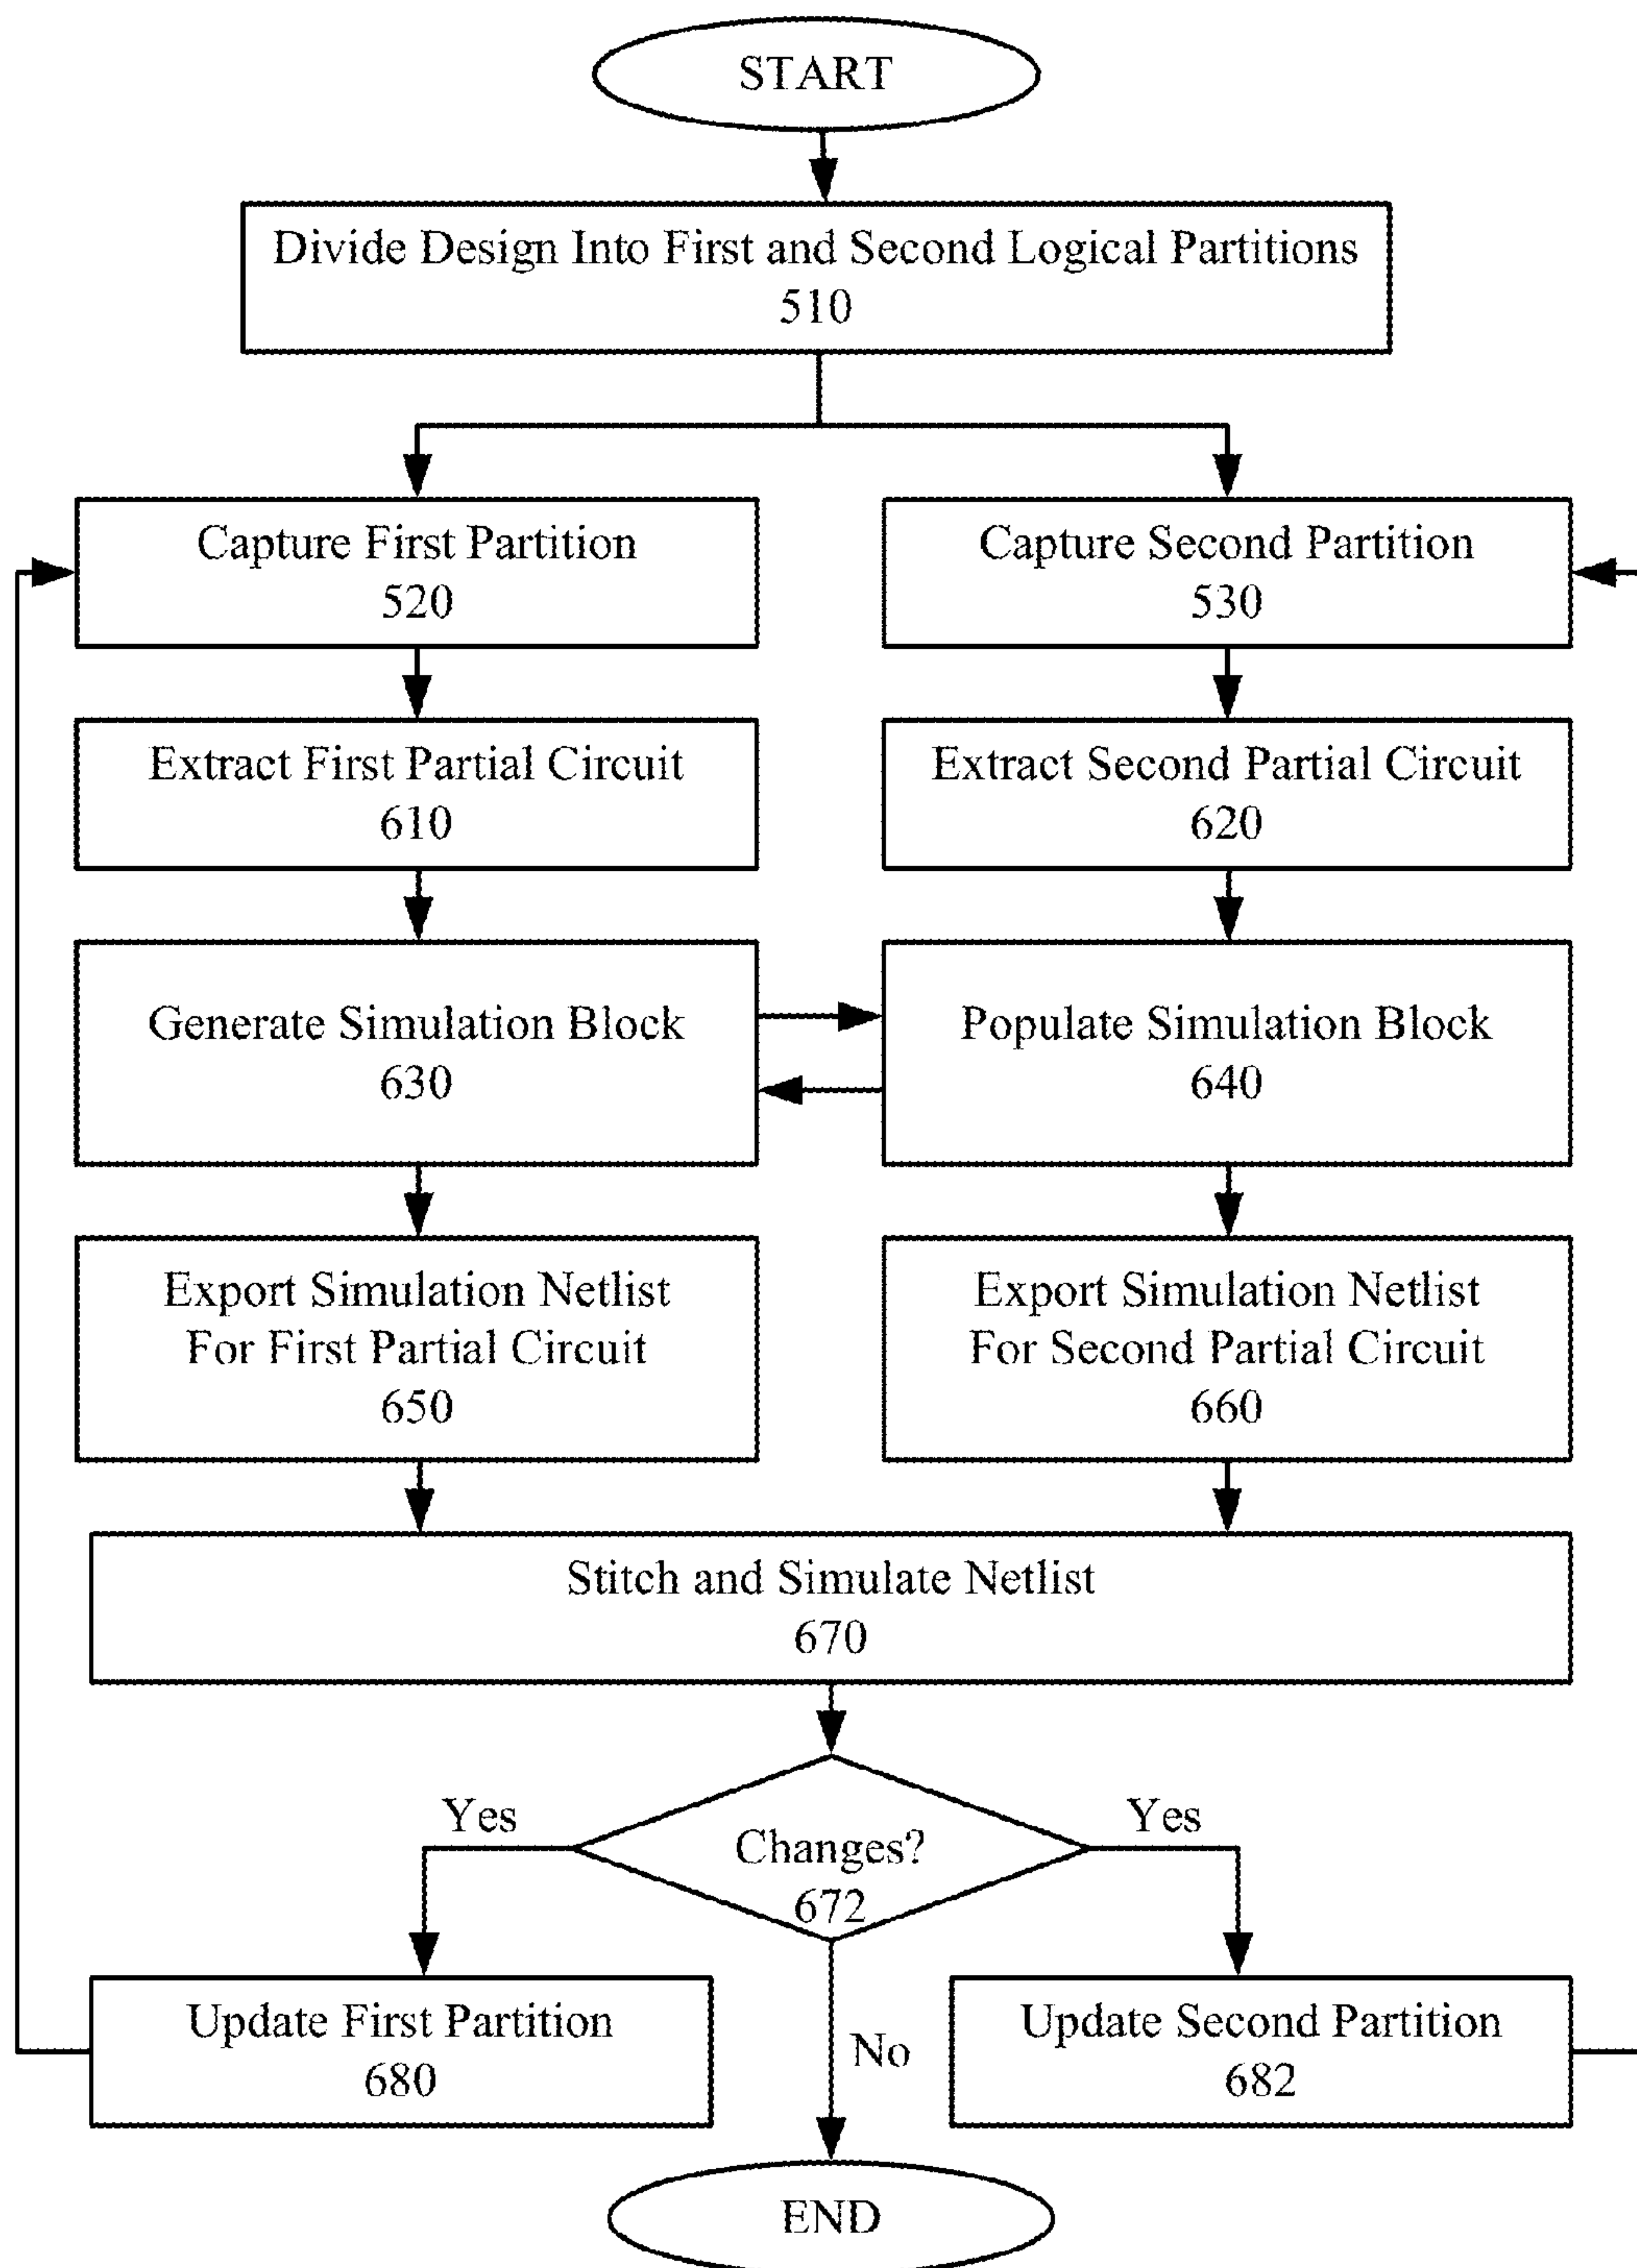 START
Divide Design Into First and Second Logical Partitions
510
Capture First Partition
520
Capture Second Partition
530
Extract First Partial Circuit
610
Extract Second Partial Circuit
620
Generate Simulation Block
630
Populate Simulation Block
640
Export Simulation Netlist
For First Partial Circuit
650
Export Simulation Netlist
For Second Partial Circuit
660
Stitch and Simulate Netlist
670
Yes
Changes?
672
Yes
Update First Partition
680
No
Update Second Partition
682
END